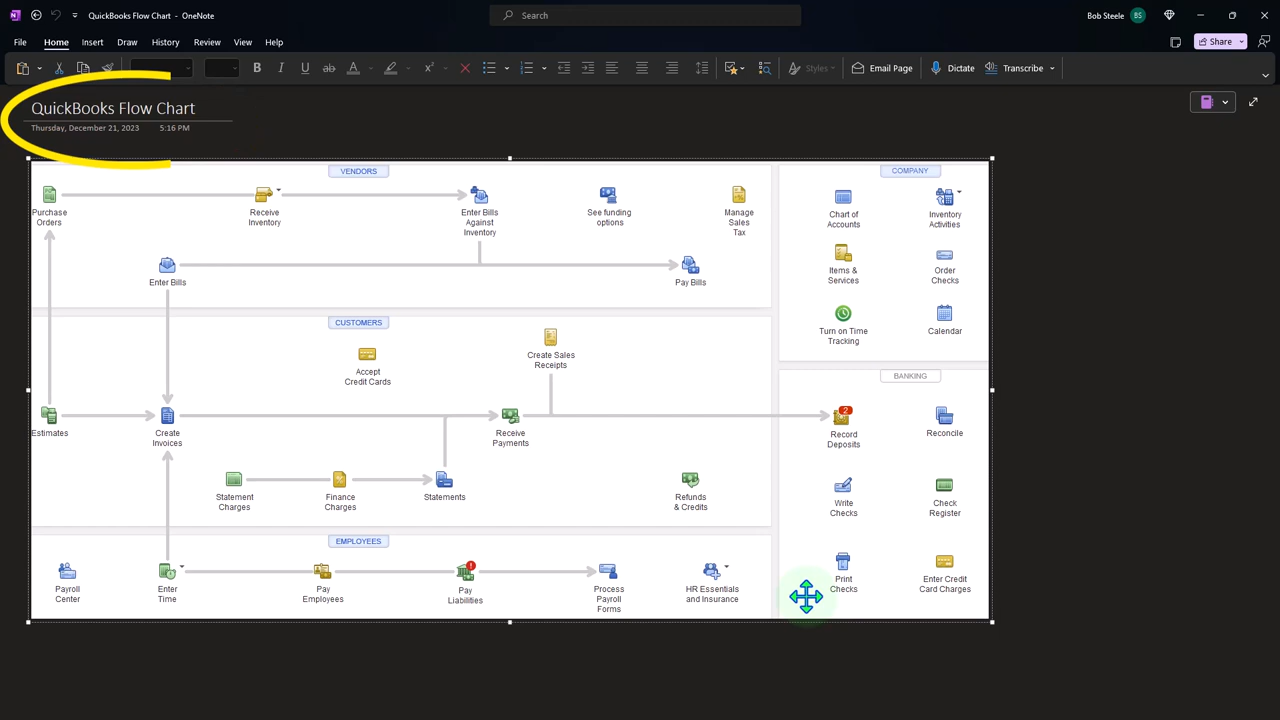 QuickBooks Flow Chart - OneNote
Search
Bob Steele
BS
File
Home
Insert
Draw
History
Review
View
Help
Share
B
I
U
ab
A
x
Styles
Email Page
Dictate
Transcribe
QuickBooks Flow Chart
Thursday, December 21, 2023
5:16 PM
VENDORS
Purchase
Orders
Receive
Inventory
Enter Bills
Against
Inventory
See funding
options
Manage
Sales
Tax
Enter Bills
Pay Bills
CUSTOMERS
Accept
Credit Cards
Create Sales
Receipts
Estimates
Create
Invoices
Receive
Payments
Statement
Charges
Finance
Charges
Statements
Refunds
& Credits
EMPLOYEES
Payroll
Center
Enter
Time
Pay
Employees
!
Pay
Liabilities
Process
Payroll
Forms
HR Essentials
and Insurance
COMPANY
Chart of
Accounts
Inventory
Activities
Items &
Services
Order
Checks
Turn on Time
Tracking
Calendar
BANKING
2
Record
Deposits
Reconcile
Write
Checks
Check
Register
Print
Checks
Enter Credit
Card Charges